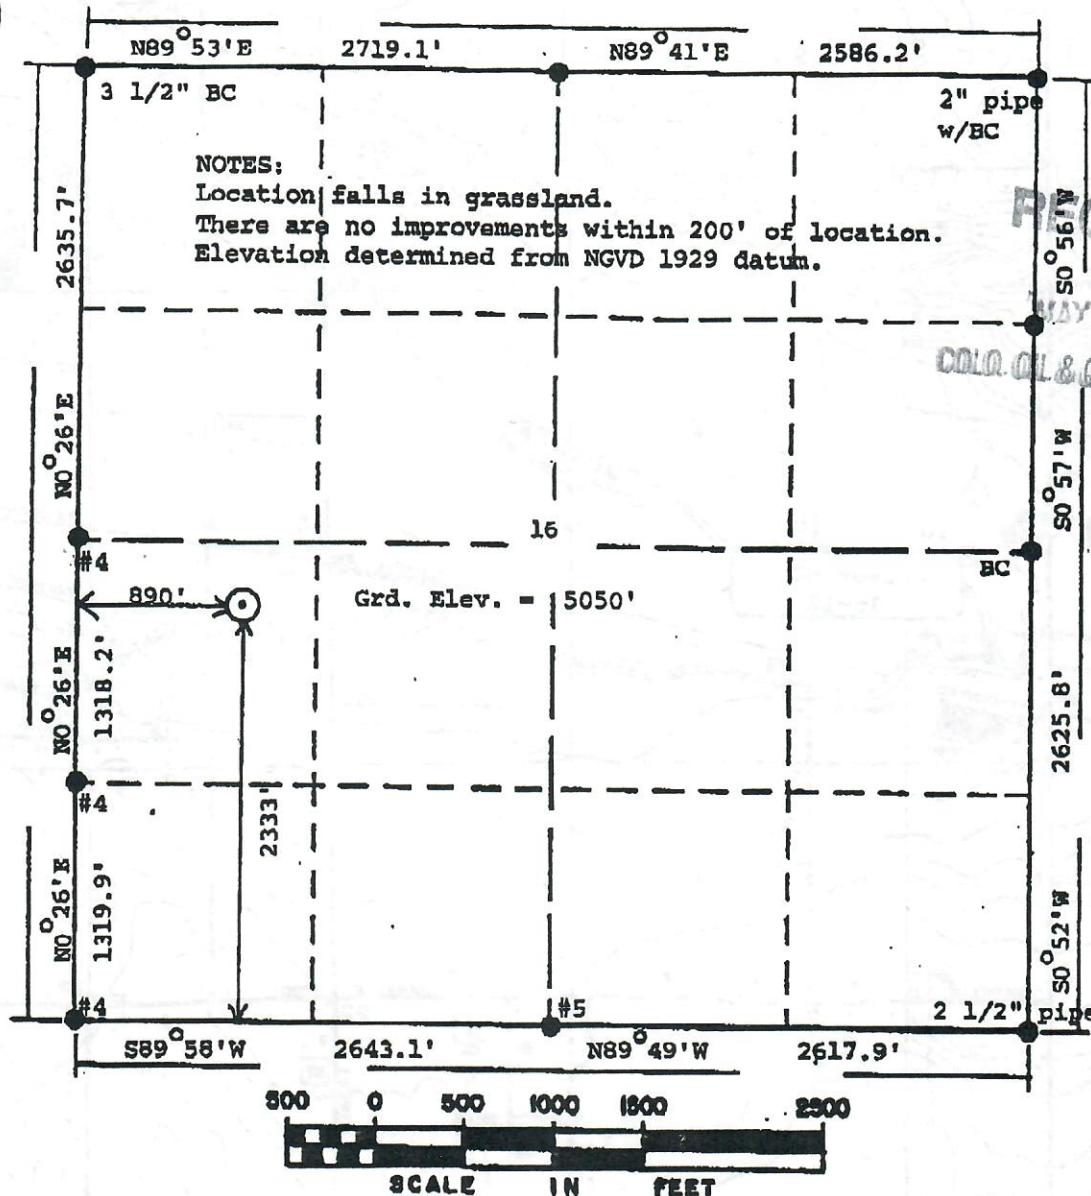 N89°53'E 2719.1' N89°41'E 2586.2'
3 1/2" BC
2" pipe
w/BC
NOTES:
Location falls in grassland.
There are no improvements within 200' of location.
Elevation determined from NGVD 1929 datum.
2635.7'
S0°56'W
MAY
COLO. OIL & G
N0°26'E
S0°57'W
16
#4
BC
890'
Grd. Elev. = 5050'
N0°26'E
1318.2'
2625.8'
#4
2333'
N0°26'E
1319.9'
S0°52'W
#4
#5
2 1/2" pipe
S89°58'W 2643.1' N89°49'W 2617.9'
500 0 500 1000 1500 2500
SCALE IN FEET